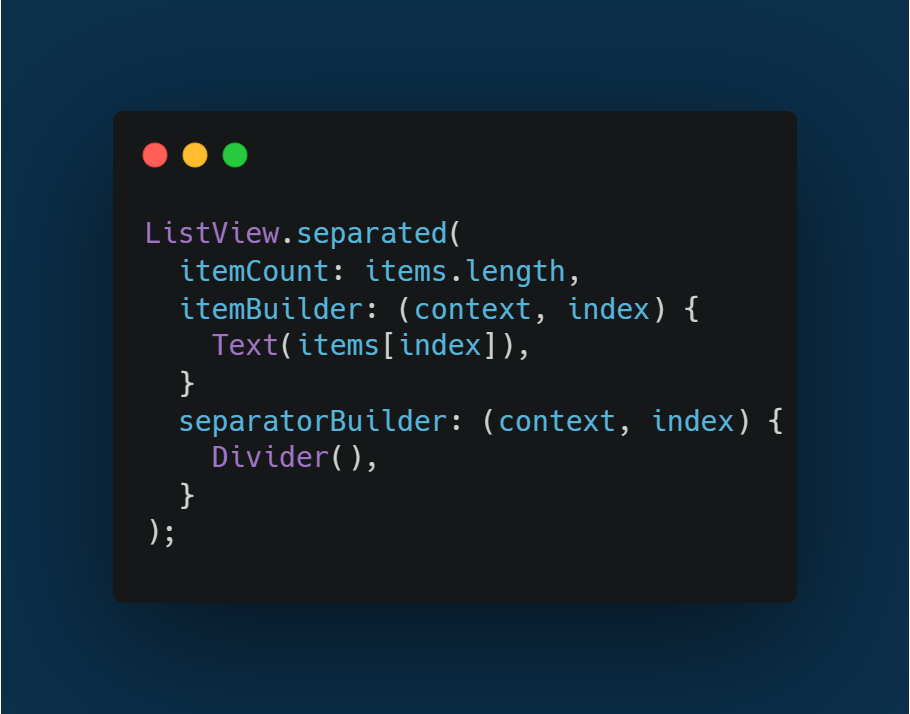 ListView.separated(
  itemCount: items.length,
  itemBuilder: (context, index) {
    Text(items[index]),
  }
  separatorBuilder: (context, index) {
    Divider(),
  }
);